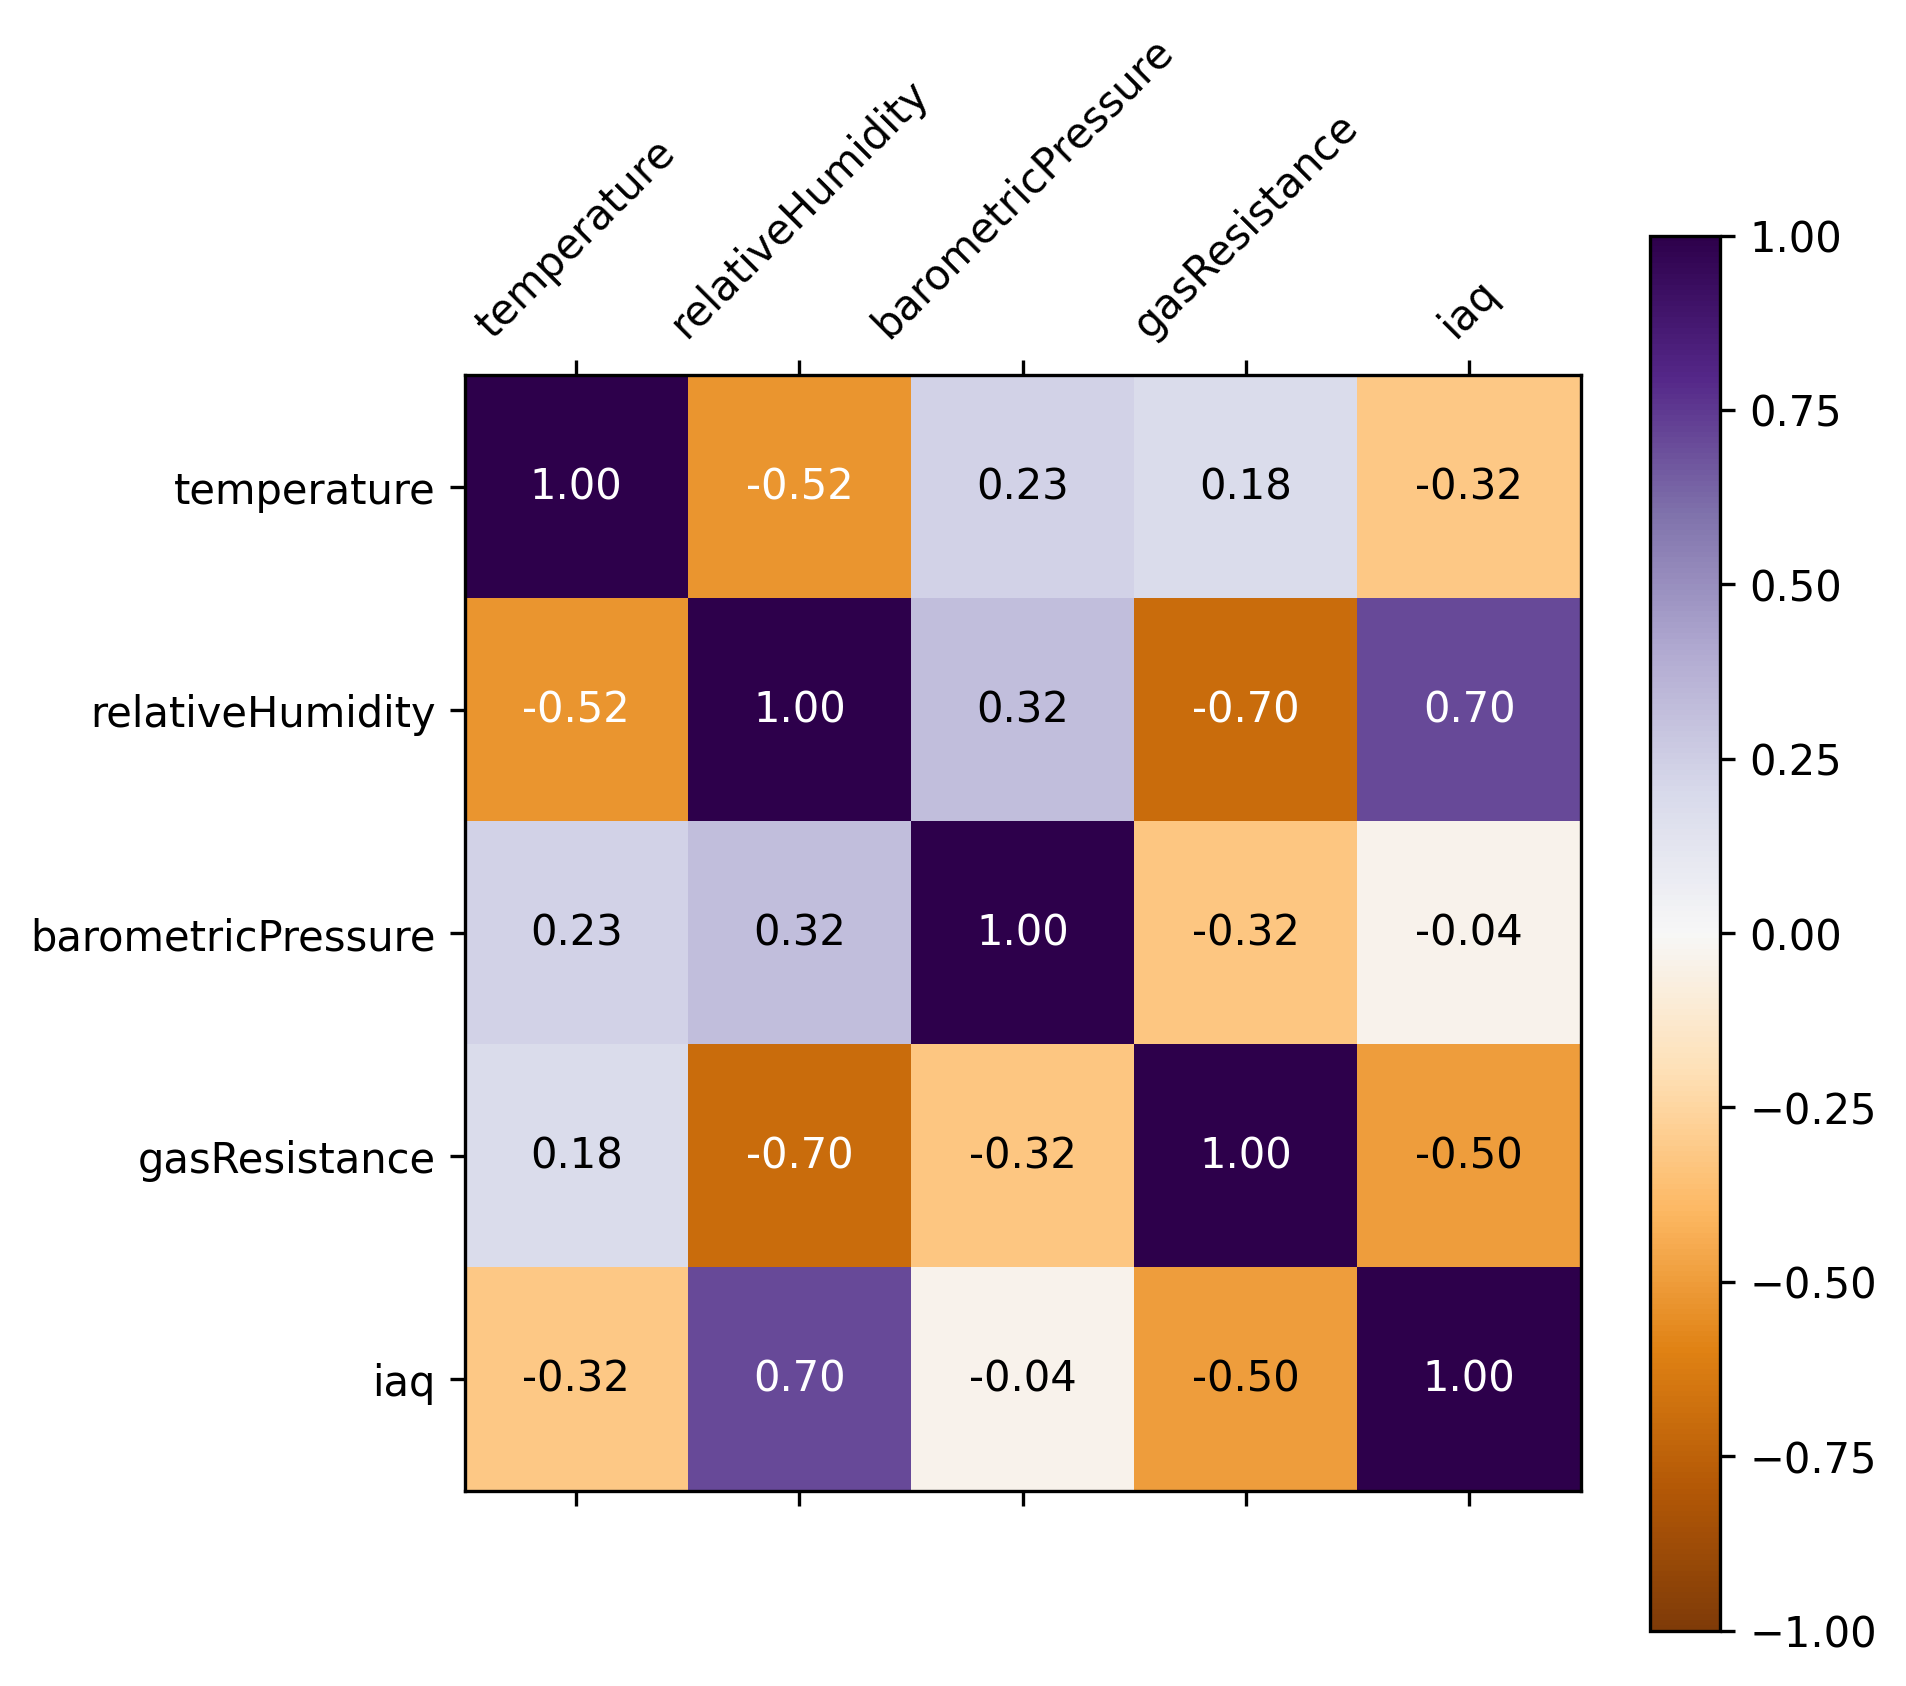 temperature
relativeHumidity
barometricPressure
gasResistance
iaq
temperature 1.00 -0.52 0.23 0.18 -0.32
relativeHumidity -0.52 1.00 0.32 -0.70 0.70
barometricPressure 0.23 0.32 1.00 -0.32 -0.04
gasResistance 0.18 -0.70 -0.32 1.00 -0.50
iaq -0.32 0.70 -0.04 -0.50 1.00
1.00
0.75
0.50
0.25
0.00
−0.25
−0.50
−0.75
−1.00